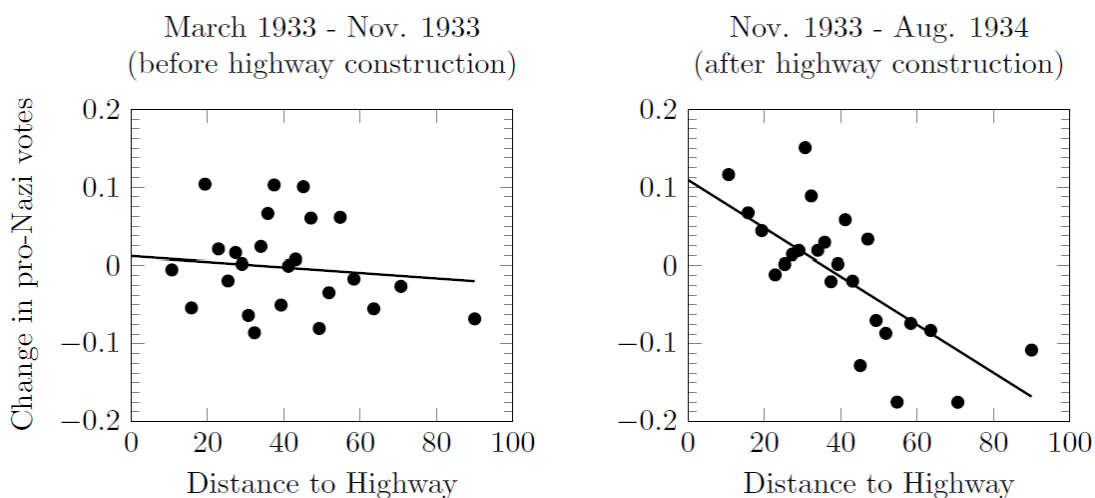 March 1933 - Nov. 1933
(before highway construction)
Change in pro-Nazi votes
0.2
0.1
0
−0.1
−0.2
0 20 40 60 80 100
Distance to Highway
Nov. 1933 - Aug. 1934
(after highway construction)
0.2
0.1
0
−0.1
−0.2
0 20 40 60 80 100
Distance to Highway